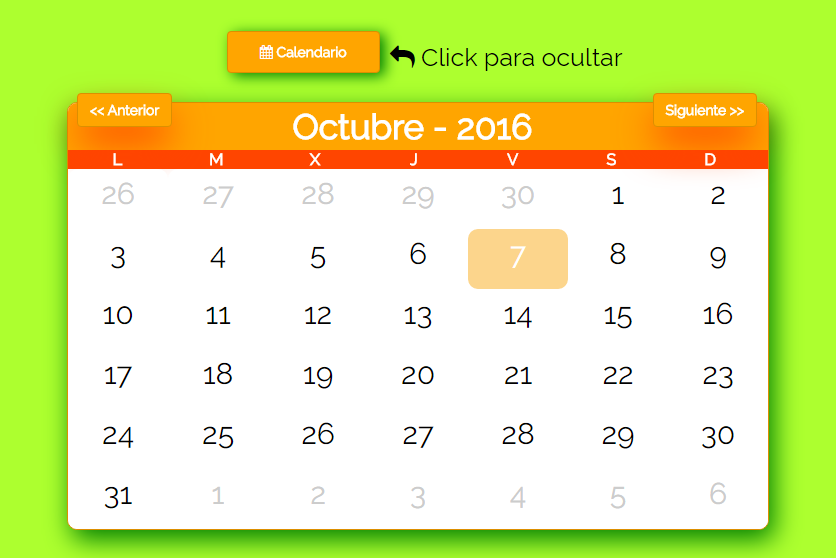 Calendario
Click para ocultar
<< Anterior
Octubre - 2016
Siguiente >>
L M X J V S D
26 27 28 29 30 1 2
3 4 5 6 7 8 9
10 11 12 13 14 15 16
17 18 19 20 21 22 23
24 25 26 27 28 29 30
31 1 2 3 4 5 6